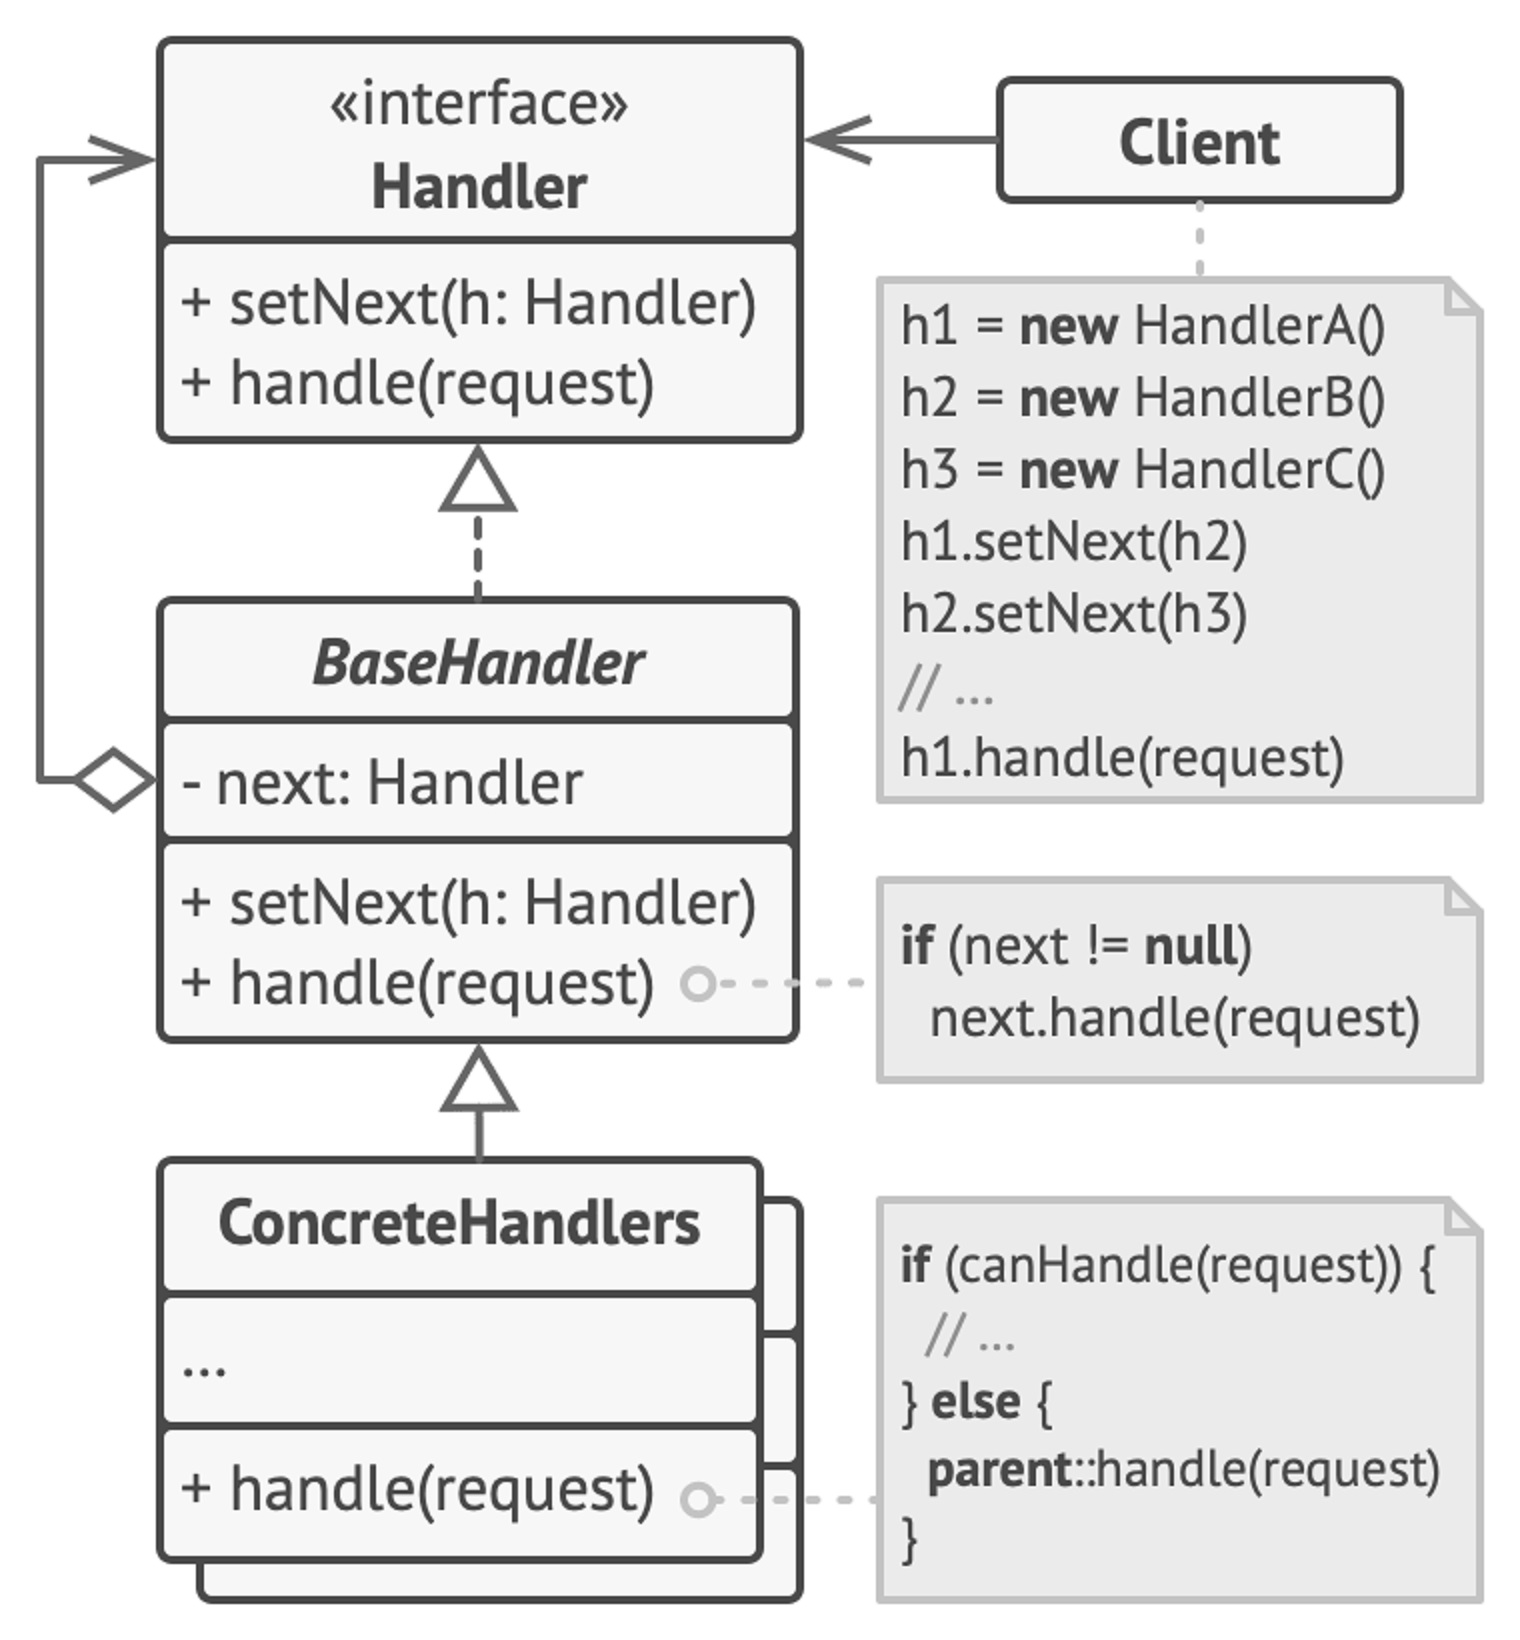 «interface»
Handler
+ setNext(h: Handler)
+ handle(request)
Client
h1 = new HandlerA()
h2 = new HandlerB()
h3 = new HandlerC()
h1.setNext(h2)
h2.setNext(h3)
// ...
h1.handle(request)
BaseHandler
- next: Handler
+ setNext(h: Handler)
+ handle(request)
if (next != null)
next.handle(request)
ConcreteHandlers
...
+ handle(request)
if (canHandle(request)) {
// ...
} else {
parent::handle(request)
}